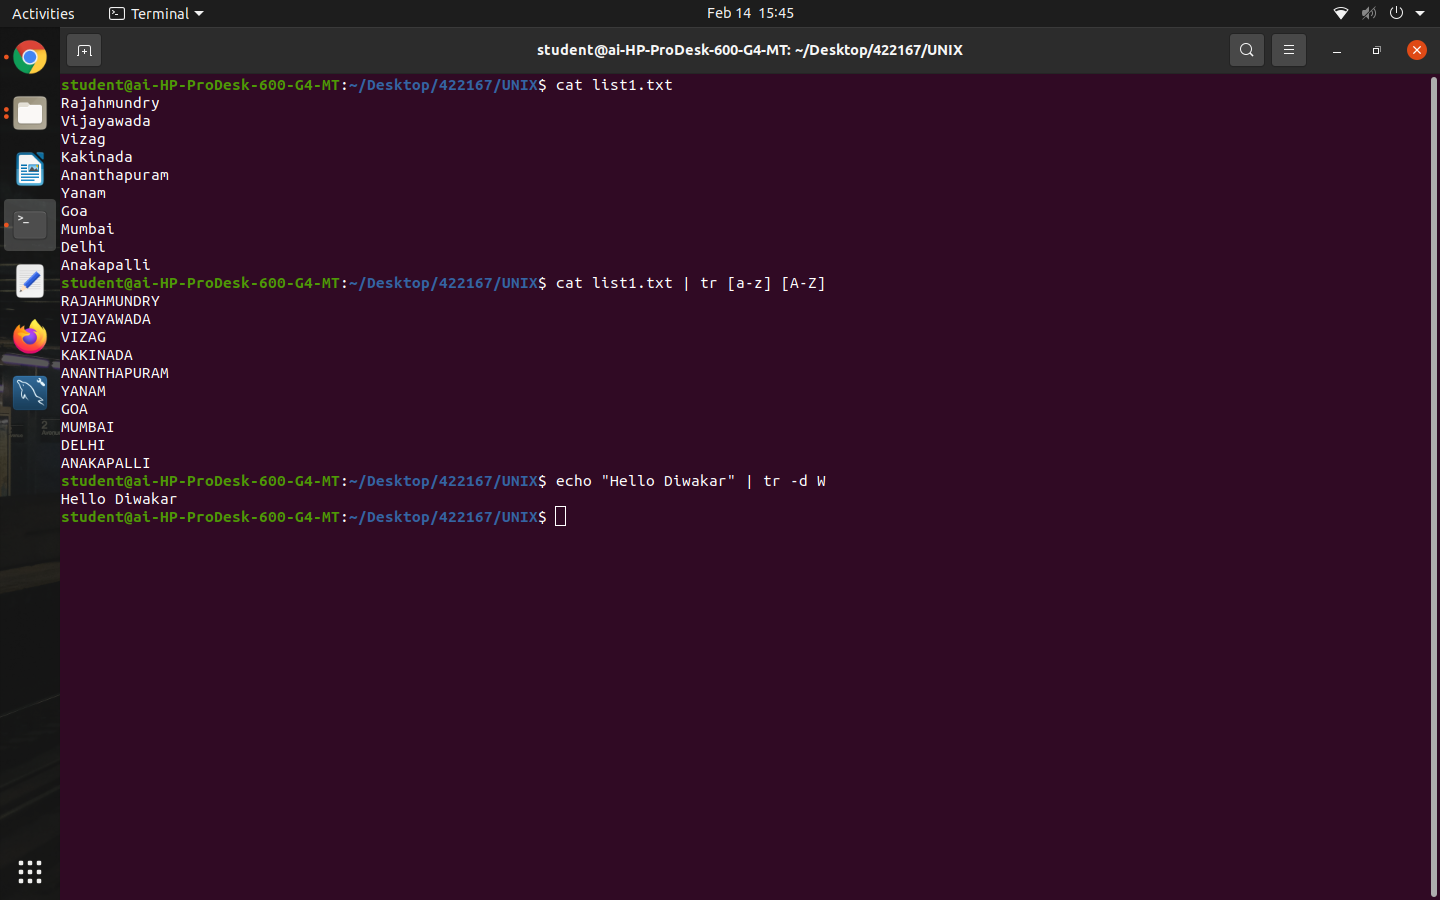 Activities Terminal Feb 14 15:45
student@ai-HP-ProDesk-600-G4-MT: ~/Desktop/422167/UNIX
student@ai-HP-ProDesk-600-G4-MT:~/Desktop/422167/UNIX$ cat list1.txt
Rajahmundry
Vijayawada
Vizag
Kakinada
Ananthapuram
Yanam
Goa
Mumbai
Delhi
Anakapalli
student@ai-HP-ProDesk-600-G4-MT:~/Desktop/422167/UNIX$ cat list1.txt | tr [a-z] [A-Z]
RAJAHMUNDRY
VIJAYAWADA
VIZAG
KAKINADA
ANANTHAPURAM
YANAM
GOA
MUMBAI
DELHI
ANAKAPALLI
student@ai-HP-ProDesk-600-G4-MT:~/Desktop/422167/UNIX$ echo "Hello Diwakar" | tr -d W
Hello Diwakar
student@ai-HP-ProDesk-600-G4-MT:~/Desktop/422167/UNIX$